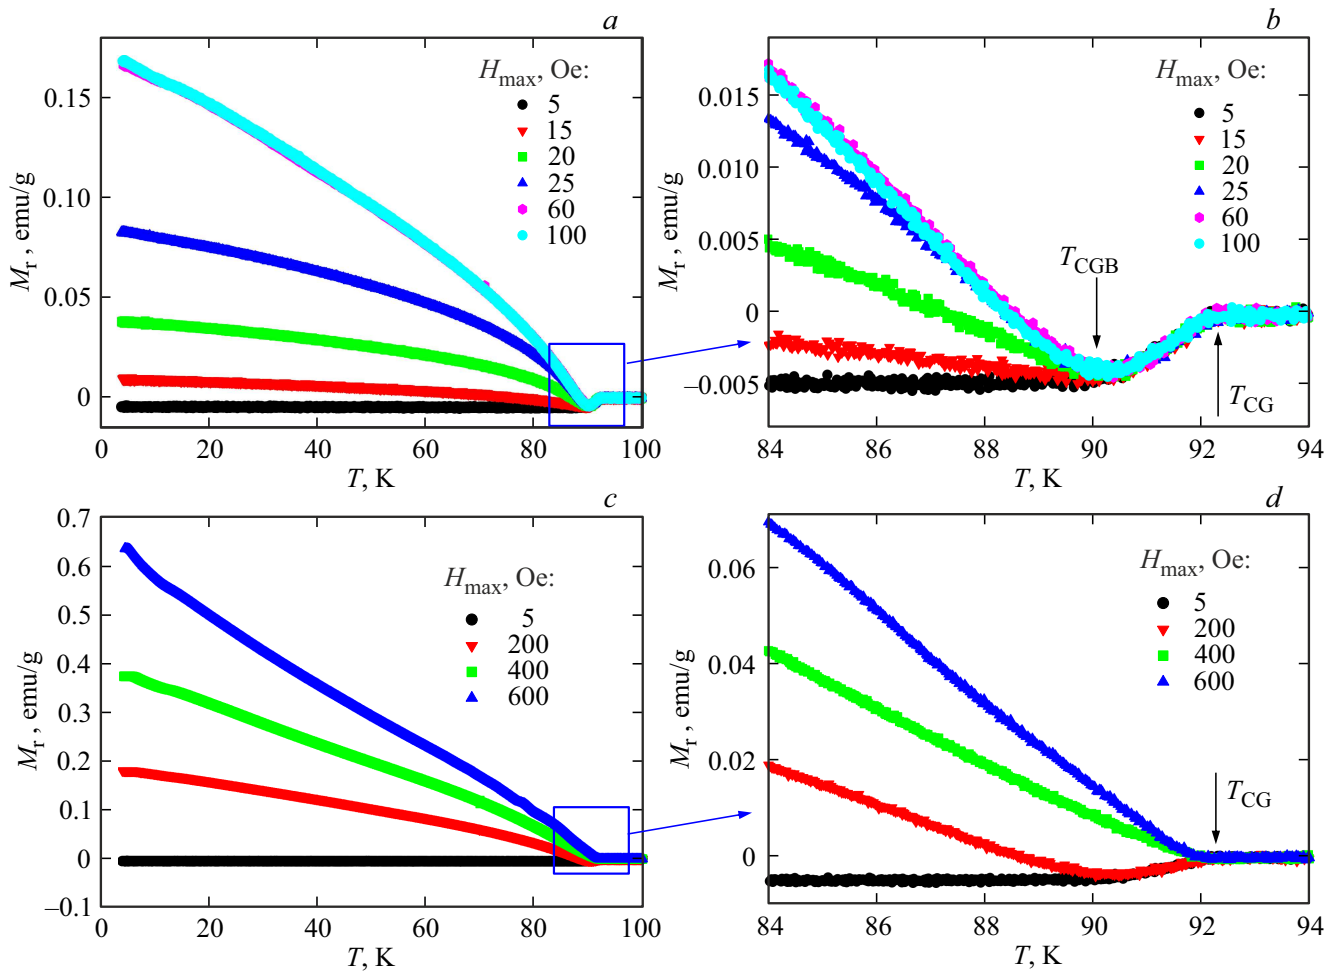 a
H_max, Oe:
5
15
20
25
60
100
M_r, emu/g
0.15
0.10
0.05
0
0 20 40 60 80 100
T, K
b
H_max, Oe:
5
15
20
25
60
100
M_r, emu/g
0.015
0.010
0.005
0
–0.005
T_CGB
T_CG
84 86 88 90 92 94
T, K
c
H_max, Oe:
5
200
400
600
M_r, emu/g
0.7
0.6
0.5
0.4
0.3
0.2
0.1
0
–0.1
0 20 40 60 80 100
T, K
d
H_max, Oe:
5
200
400
600
M_r, emu/g
0.06
0.04
0.02
0
T_CG
84 86 88 90 92 94
T, K